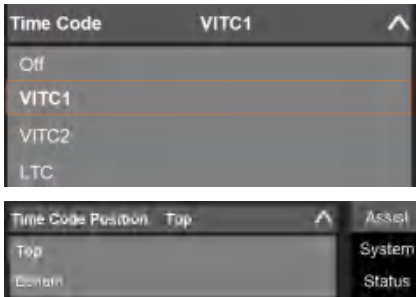 Time Code VITC1
Off
VITC1
VITC2
LTC
Time Code Position Top
Assist
Top
System
Bottom
Status